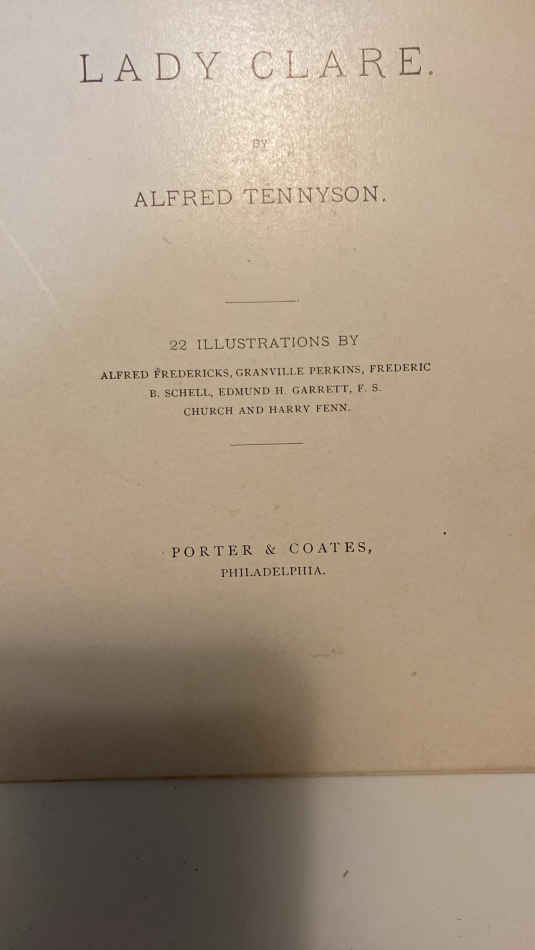 LADY CLARE.
BY
ALFRED TENNYSON.
22 ILLUSTRATIONS BY
ALFRED FREDERICKS, GRANVILLE PERKINS, FREDERIC
B. SCHELL, EDMUND H. GARRETT, F. S.
CHURCH AND HARRY FENN.
PORTER & COATES,
PHILADELPHIA.